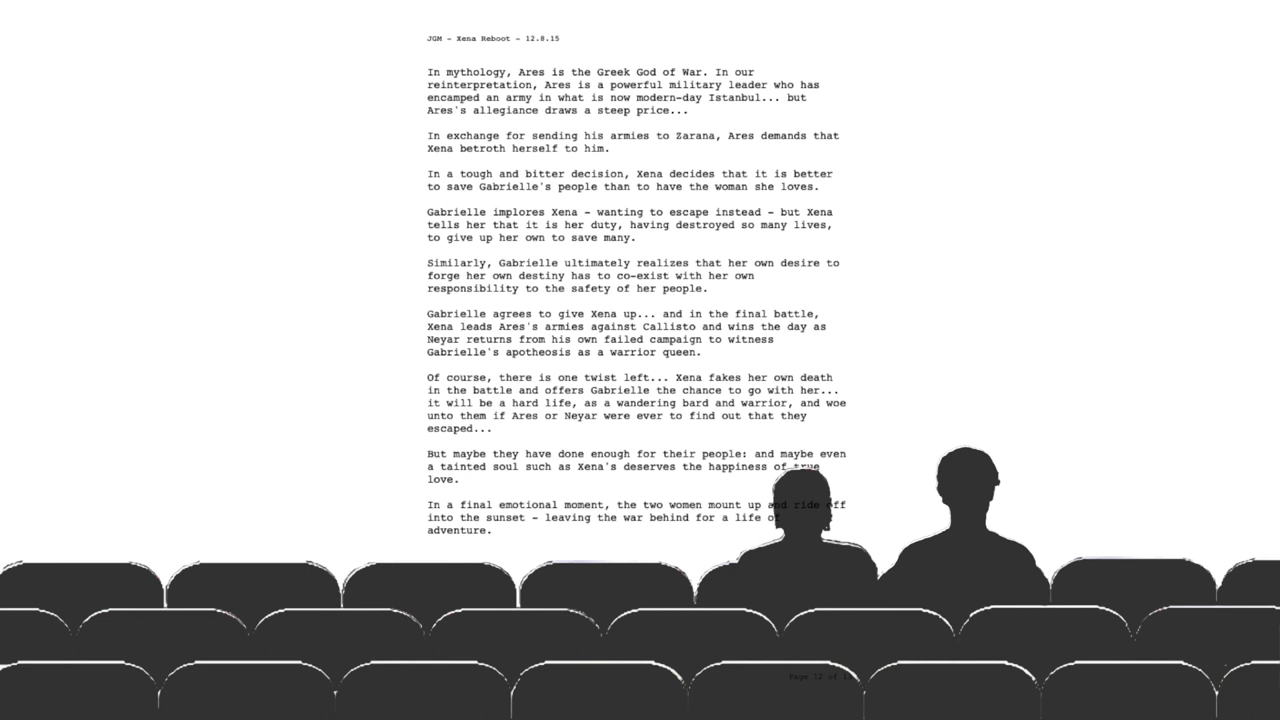 JGM - Xena Reboot - 12.8.15
In mythology, Ares is the Greek God of War. In our
reinterpretation, Ares is a powerful military leader who has
encamped an army in what is now modern-day Istanbul... but
Ares's allegiance draws a steep price...
In exchange for sending his armies to Zarana, Ares demands that
Xena betroth herself to him.
In a tough and bitter decision, Xena decides that it is better
to save Gabrielle's people than to have the woman she loves.
Gabrielle implores Xena - wanting to escape instead - but Xena
tells her that it is her duty, having destroyed so many lives,
to give up her own to save many.
Similarly, Gabrielle ultimately realizes that her own desire to
forge her own destiny has to co-exist with her own
responsibility to the safety of her people.
Gabrielle agrees to give Xena up... and in the final battle,
Xena leads Ares's armies against Callisto and wins the day as
Neyar returns from his own failed campaign to witness
Gabrielle's apotheosis as a warrior queen.
Of course, there is one twist left... Xena fakes her own death
in the battle and offers Gabrielle the chance to go with her...
it will be a hard life, as a wandering bard and warrior, and woe
unto them if Ares or Neyar were ever to find out that they
escaped...
But maybe they have done enough for their people: and maybe even
a tainted soul such as Xena's deserves the happiness of true
love.
In a final emotional moment, the two women mount up and ride off
into the sunset - leaving the war behind for a life of
adventure.
Page 12 of